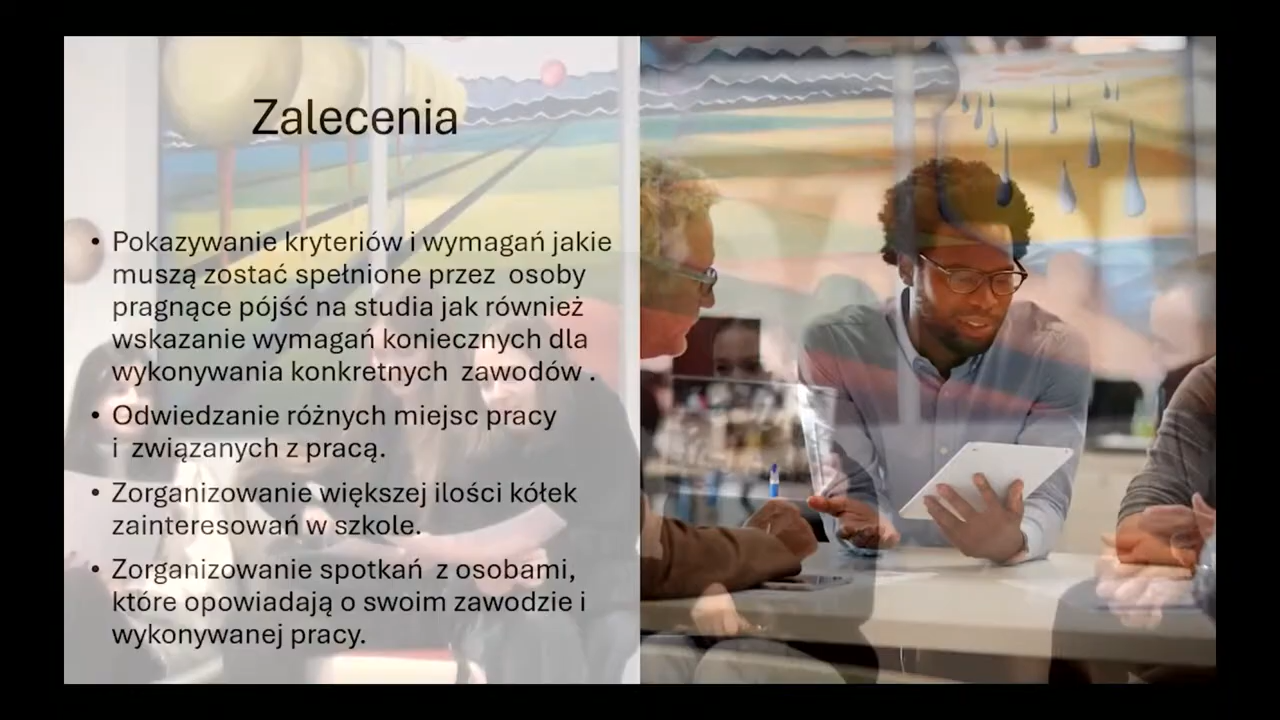 Zalecenia
• Pokazywanie kryteriów i wymagań jakie
muszą zostać spełnione przez  osoby
pragnące pójść na studia jak również
wskazanie wymagań koniecznych dla
wykonywania konkretnych  zawodów .
• Odwiedzanie różnych miejsc pracy
i  związanych z pracą.
• Zorganizowanie większej ilości kółek
zainteresowań w szkole.
• Zorganizowanie spotkań  z osobami,
które opowiadają o swoim zawodzie i
wykonywanej pracy.